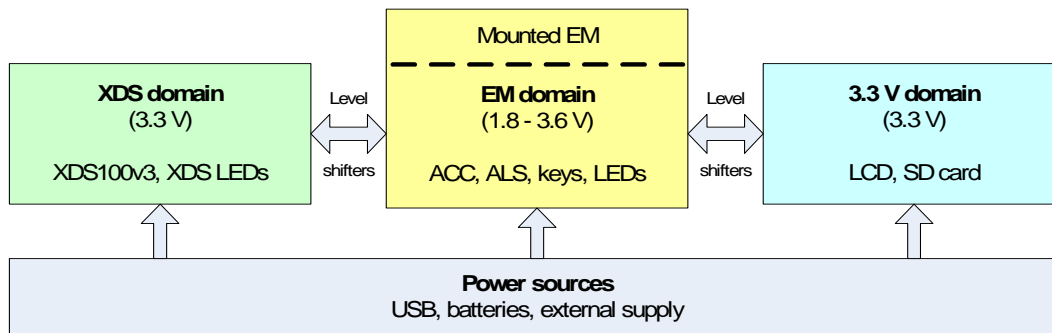 Mounted EM
XDS domain
(3.3 V)
XDS100v3, XDS LEDs
Level
shifters
EM domain
(1.8 - 3.6 V)
ACC, ALS, keys, LEDs
Level
shifters
3.3 V domain
(3.3 V)
LCD, SD card
Power sources
USB, batteries, external supply